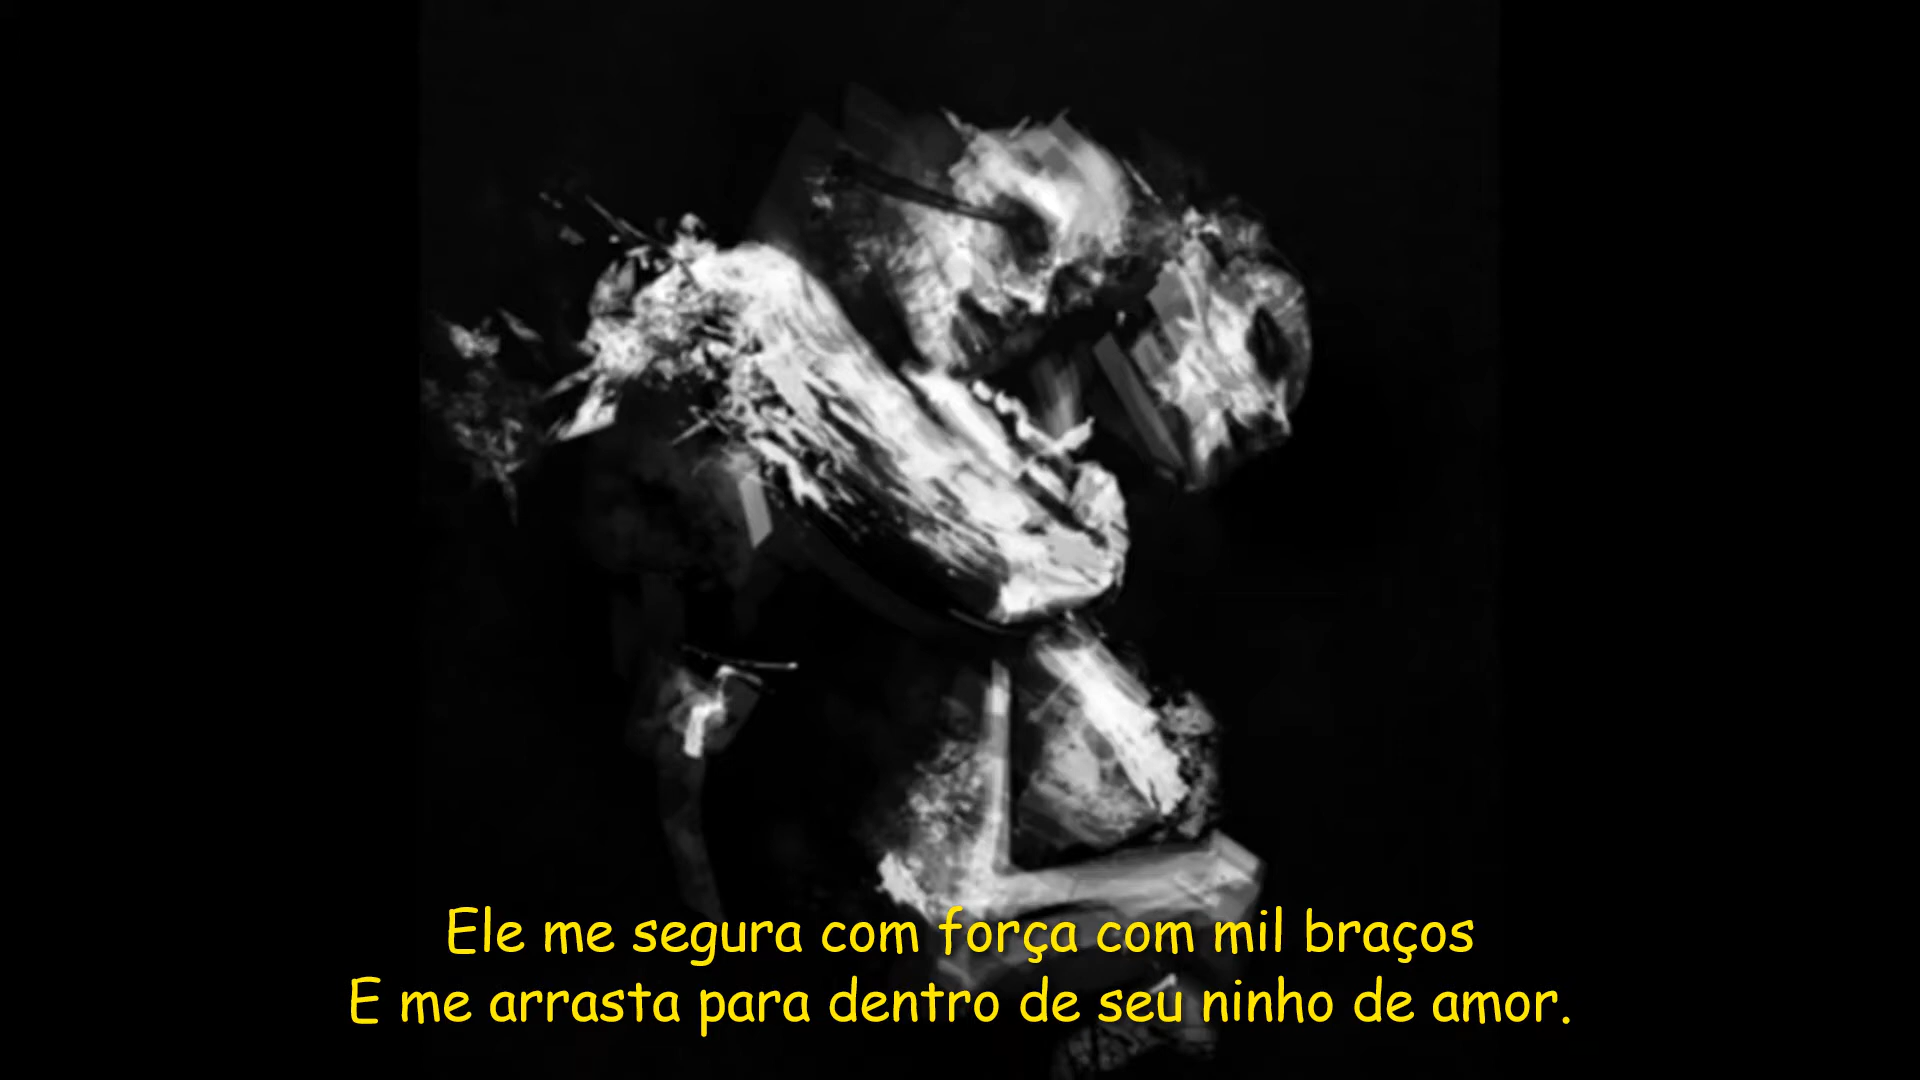 Ele me segura com força com mil braços
E me arrasta para dentro de seu ninho de amor.